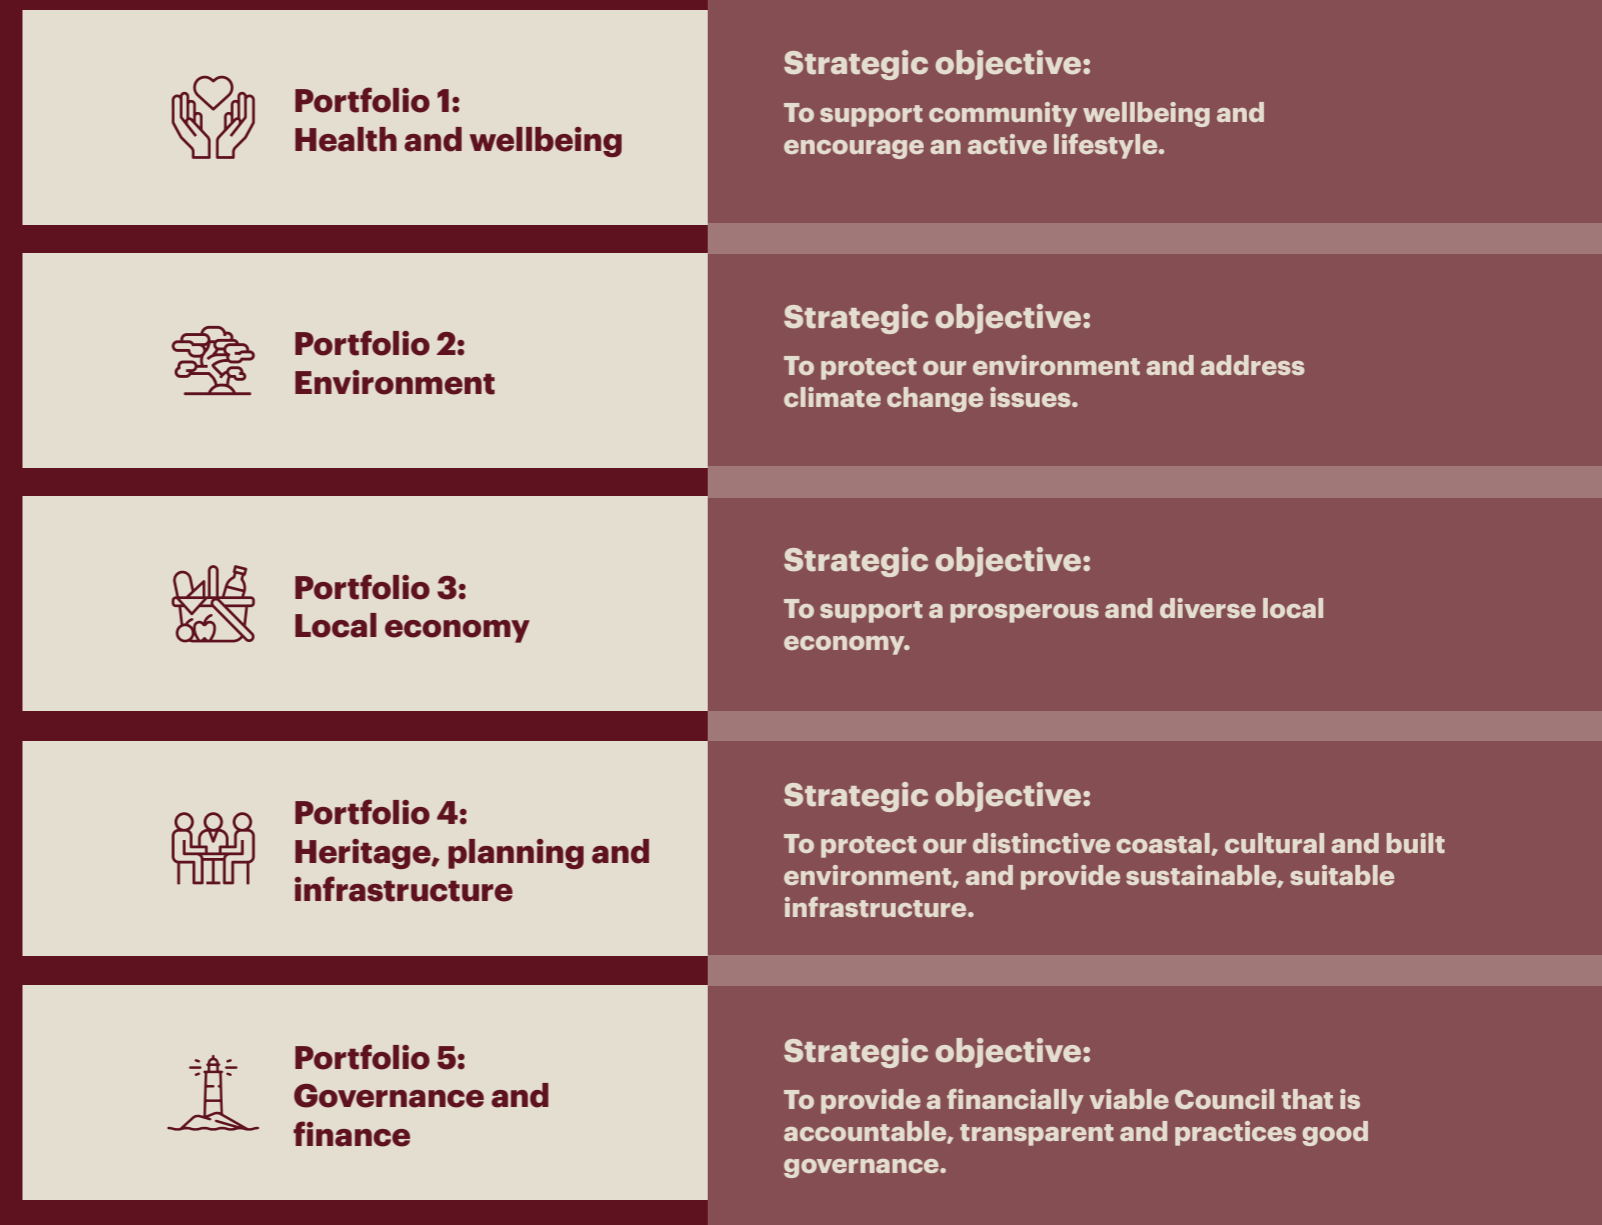 Portfolio 1:
Health and wellbeing
Strategic objective:
To support community wellbeing and
encourage an active lifestyle.
Portfolio 2:
Environment
Strategic objective:
To protect our environment and address
climate change issues.
Portfolio 3:
Local economy
Strategic objective:
To support a prosperous and diverse local
economy.
Portfolio 4:
Heritage, planning and
infrastructure
Strategic objective:
To protect our distinctive coastal, cultural and built
environment, and provide sustainable, suitable
infrastructure.
Portfolio 5:
Governance and
finance
Strategic objective:
To provide a financially viable Council that is
accountable, transparent and practices good
governance.